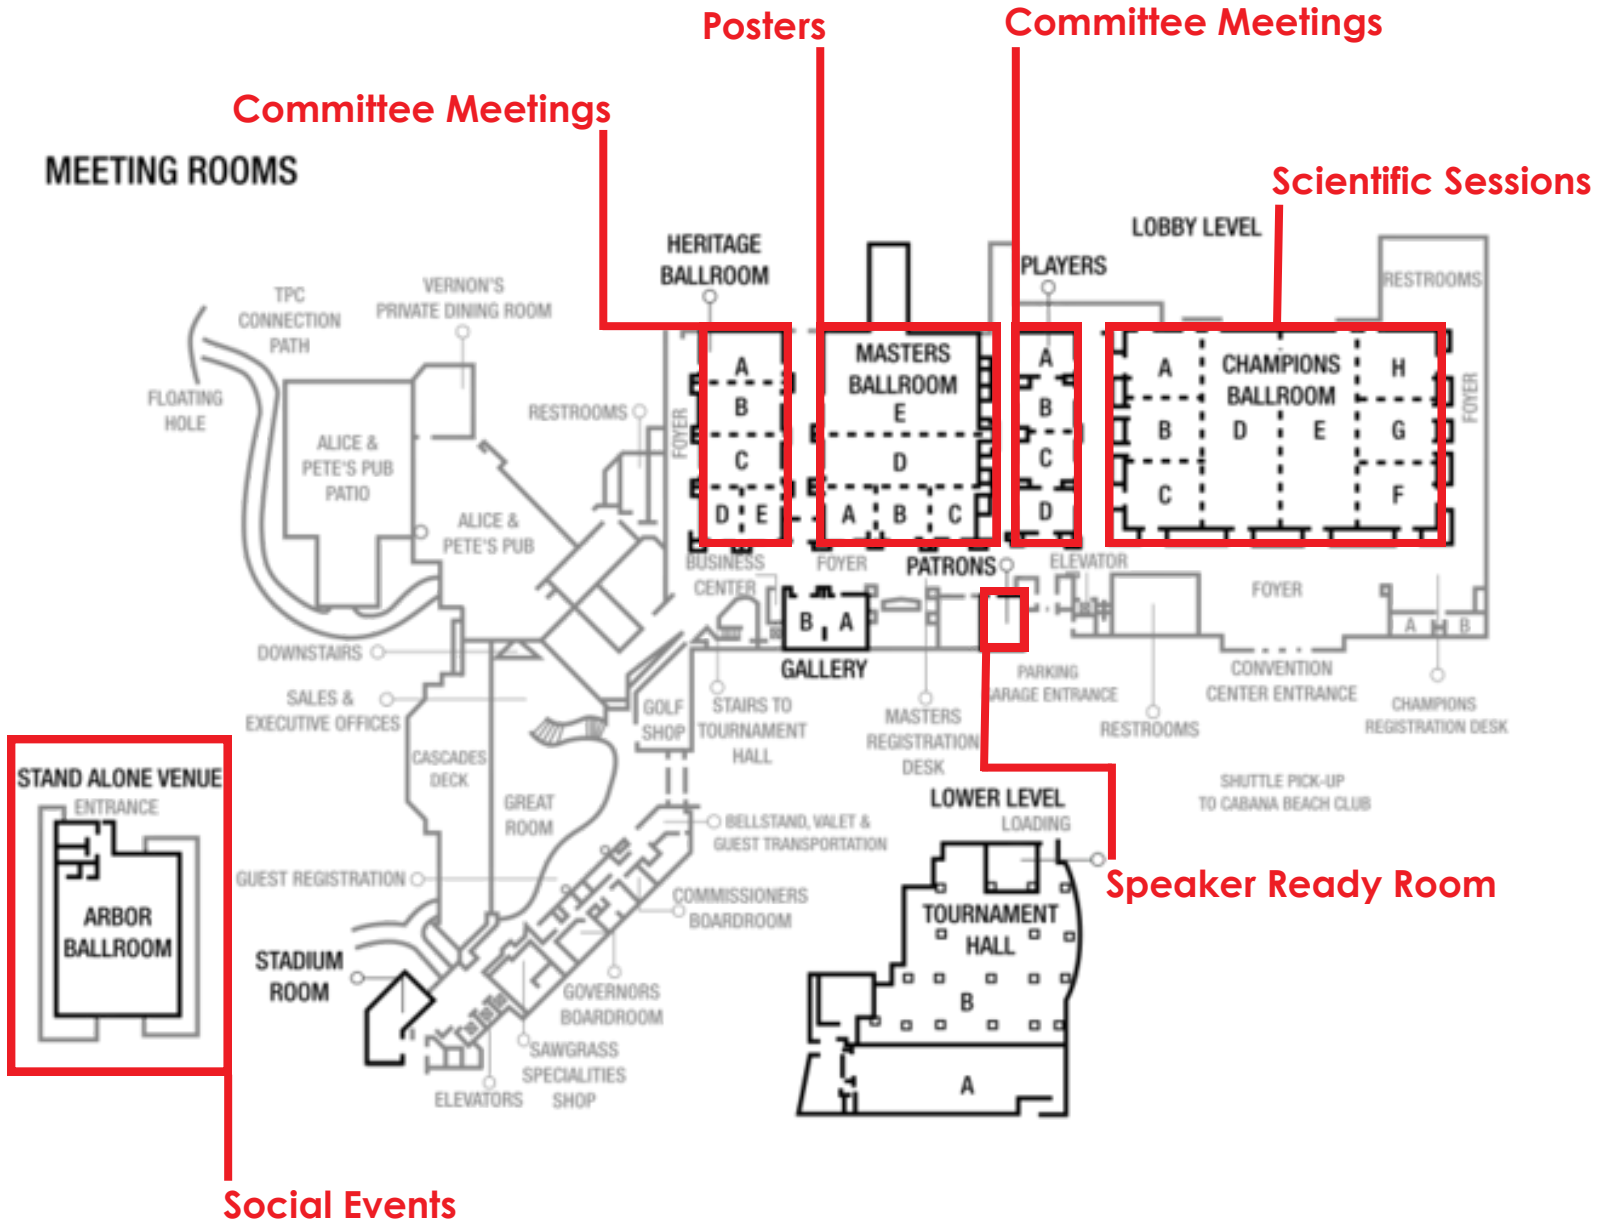 Posters
Committee Meetings
Committee Meetings
MEETING ROOMS
Scientific Sessions
LOBBY LEVEL
HERITAGE
BALLROOM
PLAYERS
RESTROOMS
VERNON'S
PRIVATE DINING ROOM
TPC
CONNECTION
PATH
FLOATING
HOLE
RESTROOMS
FOYER
A
B
C
D E
MASTERS
BALLROOM
E
D
A B C
A
B
C
D
A
B
C
CHAMPIONS
BALLROOM
D E
H
G
F
FOYER
ALICE &
PETE'S PUB
PATIO
ALICE &
PETE'S PUB
BUSINESS
CENTER
FOYER
PATRONS
ELEVATOR
FOYER
B A
GALLERY
A B
DOWNSTAIRS
SALES &
EXECUTIVE OFFICES
GOLF
SHOP
STAIRS TO
TOURNAMENT
HALL
MASTERS
REGISTRATION
DESK
PARKING
GARAGE ENTRANCE
RESTROOMS
CONVENTION
CENTER ENTRANCE
CHAMPIONS
REGISTRATION DESK
CASCADES
DECK
GREAT
ROOM
SHUTTLE PICK-UP
TO CABANA BEACH CLUB
STAND ALONE VENUE
ENTRANCE
ARBOR
BALLROOM
BELLSTAND, VALET &
GUEST TRANSPORTATION
LOWER LEVEL
LOADING
GUEST REGISTRATION
COMMISSIONERS
BOARDROOM
Speaker Ready Room
TOURNAMENT
HALL
B
A
STADIUM
ROOM
GOVERNORS
BOARDROOM
SAWGRASS
SPECIALITIES
SHOP
ELEVATORS
Social Events